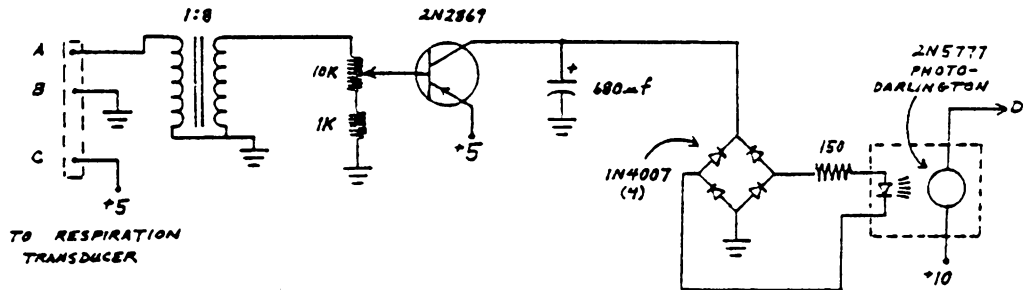 1:8
2N2869
A
B
C
+5
TO RESPIRATION
TRANSDUCER
10K
1K
+5
+
680μf
1N4007
(4)
150
2N5777
PHOTO-
DARLINGTON
D
+10